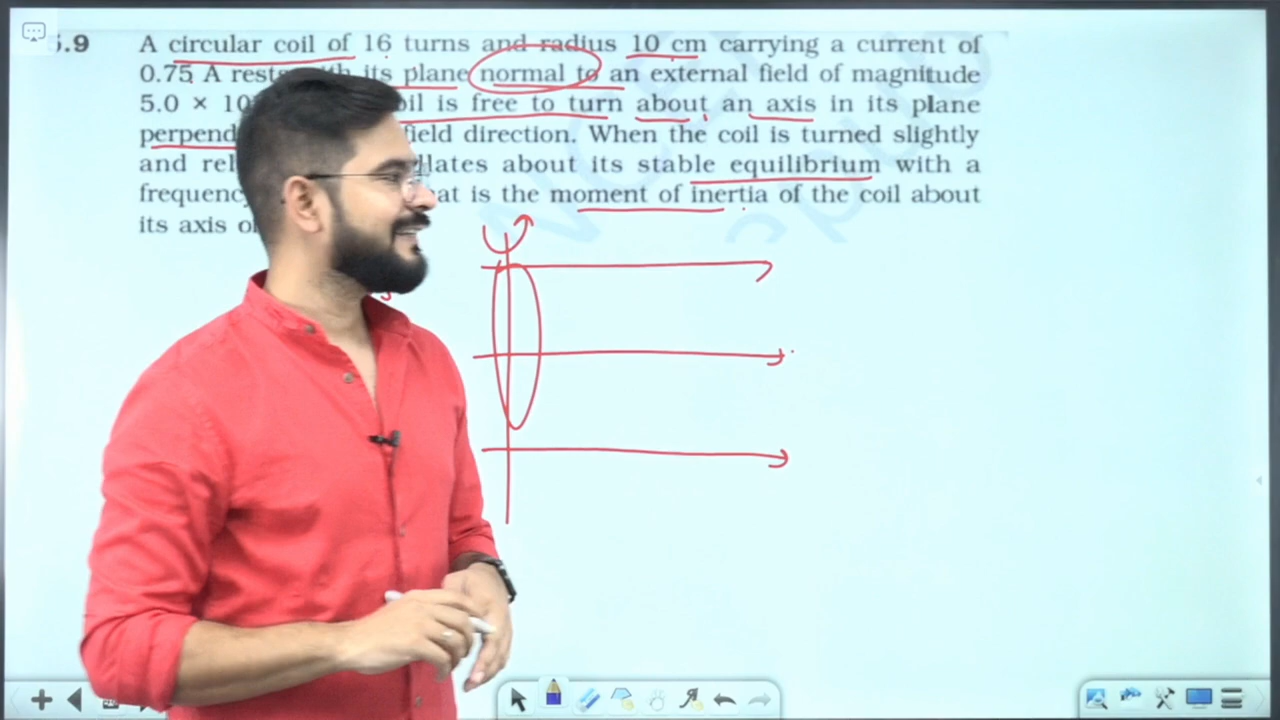 5.9 A circular coil of 16 turns and radius 10 cm carrying a current of
0.75 A rests with its plane normal to an external field of magnitude
5.0 × 10 coil is free to turn about an axis in its plane
perpend field direction. When the coil is turned slightly
and rel llates about its stable equilibrium with a
frequency at is the moment of inertia of the coil about
its axis o